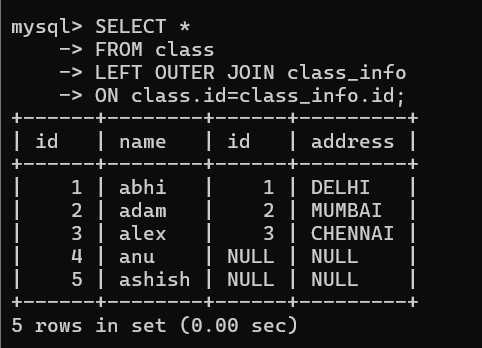 mysql> SELECT *
    -> FROM class
    -> LEFT OUTER JOIN class_info
    -> ON class.id=class_info.id;
+------+--------+------+---------+
| id   | name   | id   | address |
+------+--------+------+---------+
|    1 | abhi   |    1 | DELHI   |
|    2 | adam   |    2 | MUMBAI  |
|    3 | alex   |    3 | CHENNAI |
|    4 | anu    | NULL | NULL    |
|    5 | ashish | NULL | NULL    |
+------+--------+------+---------+
5 rows in set (0.00 sec)